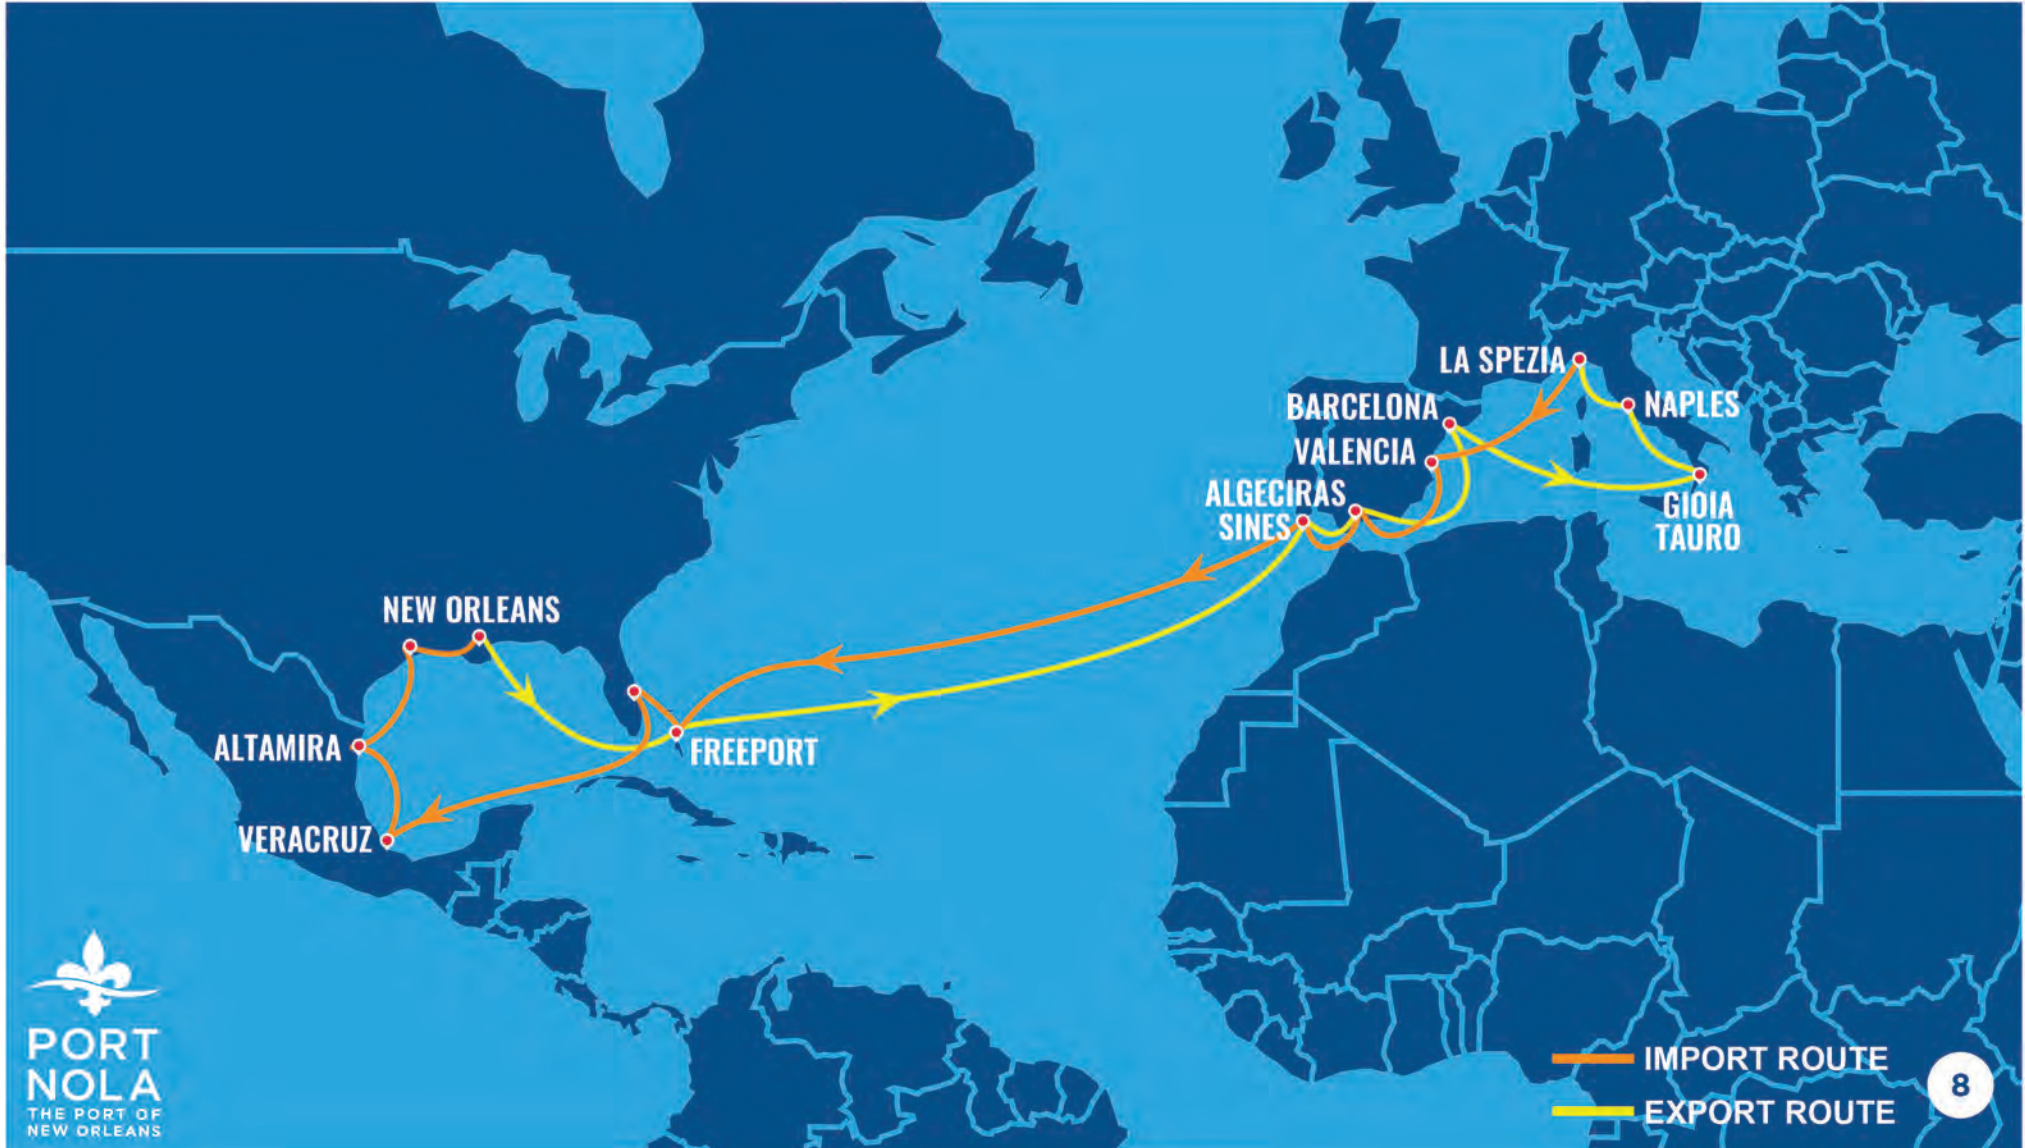 LA SPEZIA
NAPLES
BARCELONA
VALENCIA
ALGECIRAS
SINES
GIOIA
TAURO
NEW ORLEANS
ALTAMIRA
FREEPORT
VERACRUZ
PORT
NOLA
THE PORT OF
NEW ORLEANS
IMPORT ROUTE
EXPORT ROUTE
8